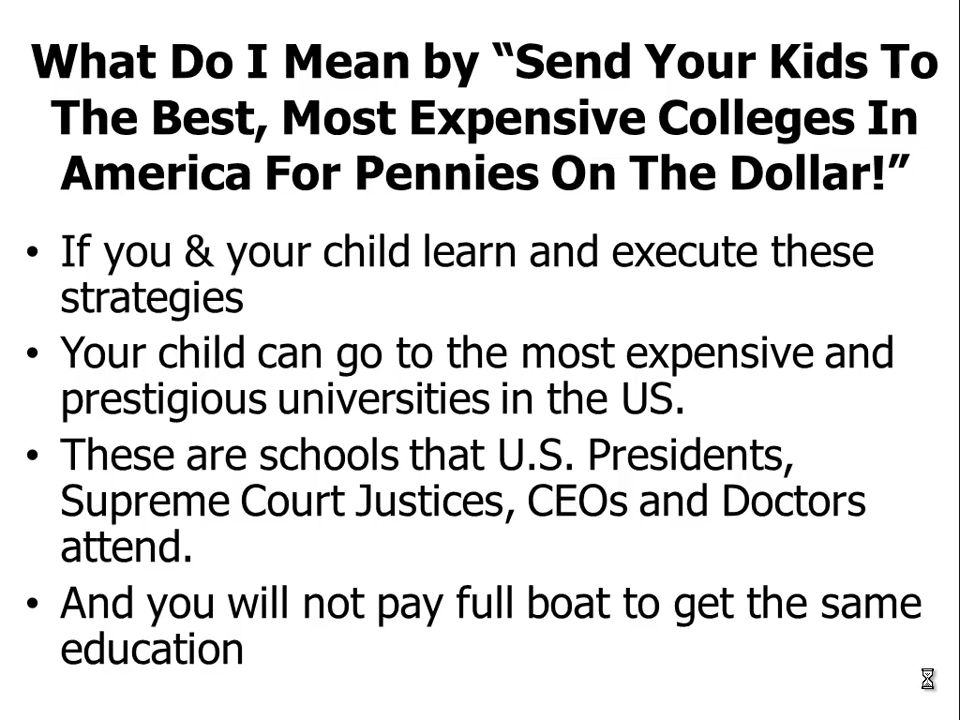 What Do I Mean by “Send Your Kids To
The Best, Most Expensive Colleges In
America For Pennies On The Dollar!”
• If you & your child learn and execute these
strategies
• Your child can go to the most expensive and
prestigious universities in the US.
• These are schools that U.S. Presidents,
Supreme Court Justices, CEOs and Doctors
attend.
• And you will not pay full boat to get the same
education